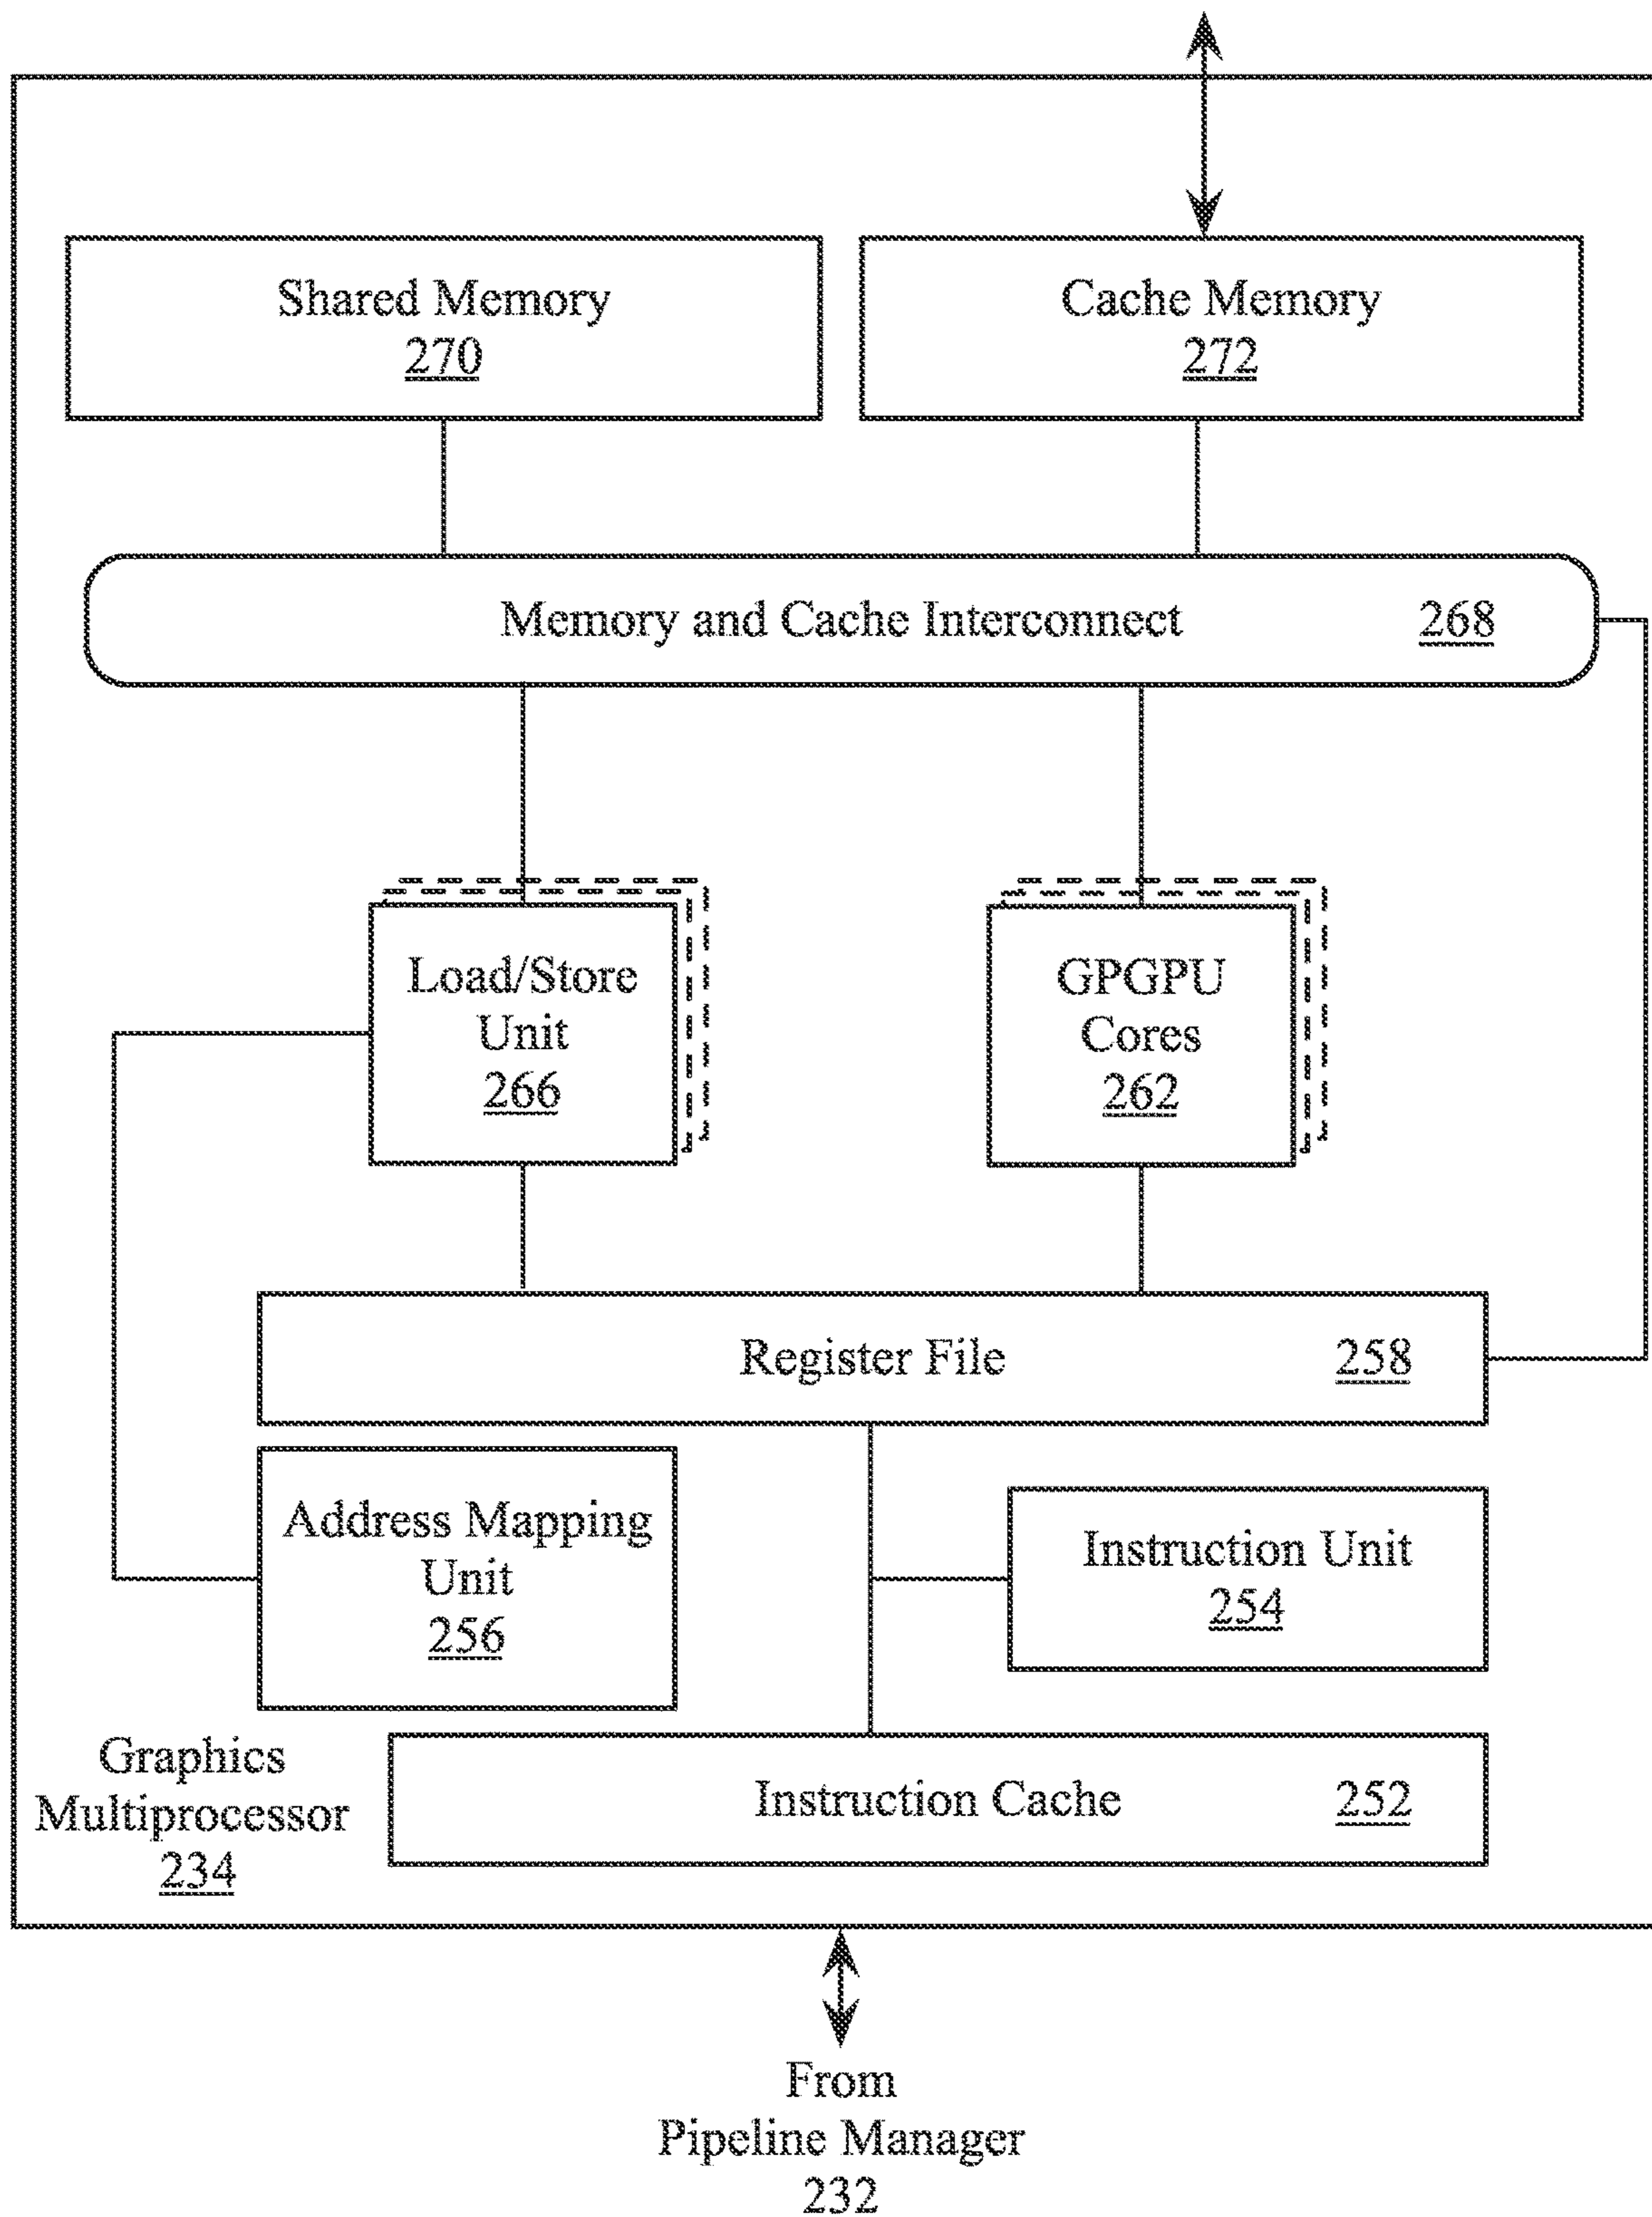 Shared Memory
270
Cache Memory
272
Memory and Cache Interconnect 268
Load/Store
Unit
266
GPGPU
Cores
262
Register File 258
Address Mapping
Unit
256
Instruction Unit
254
Graphics
Multiprocessor
234
Instruction Cache 252
From
Pipeline Manager
232